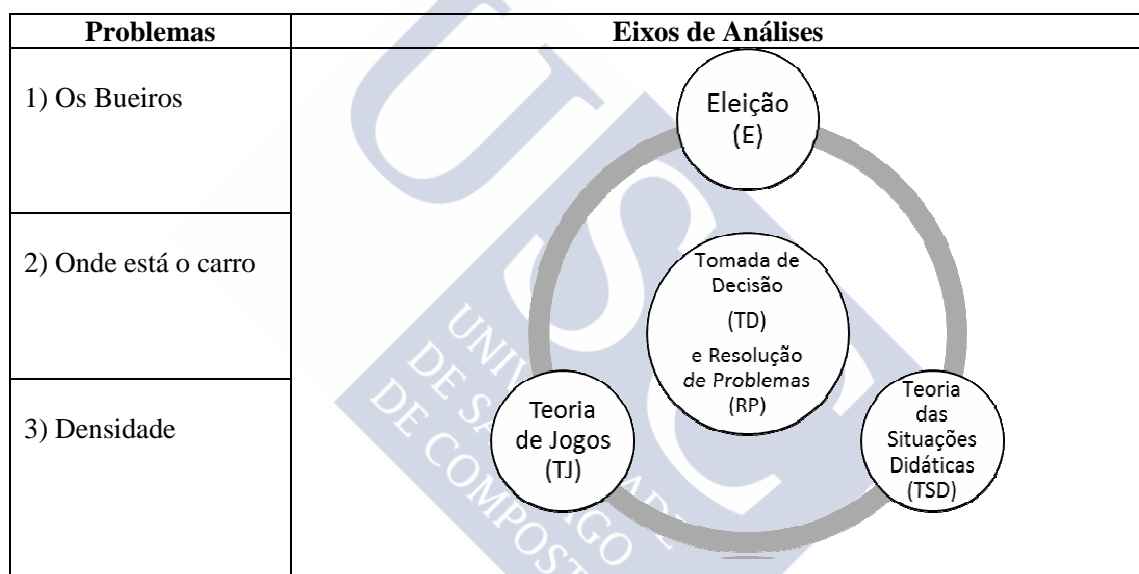 Problemas
Eixos de Análises
1) Os Bueiros
2) Onde está o carro
3) Densidade
Eleição
(E)
Tomada de
Decisão
(TD)
e Resolução
de Problemas
(RP)
Teoria
de Jogos
(TJ)
Teoria
das
Situações
Didáticas
(TSD)
USC